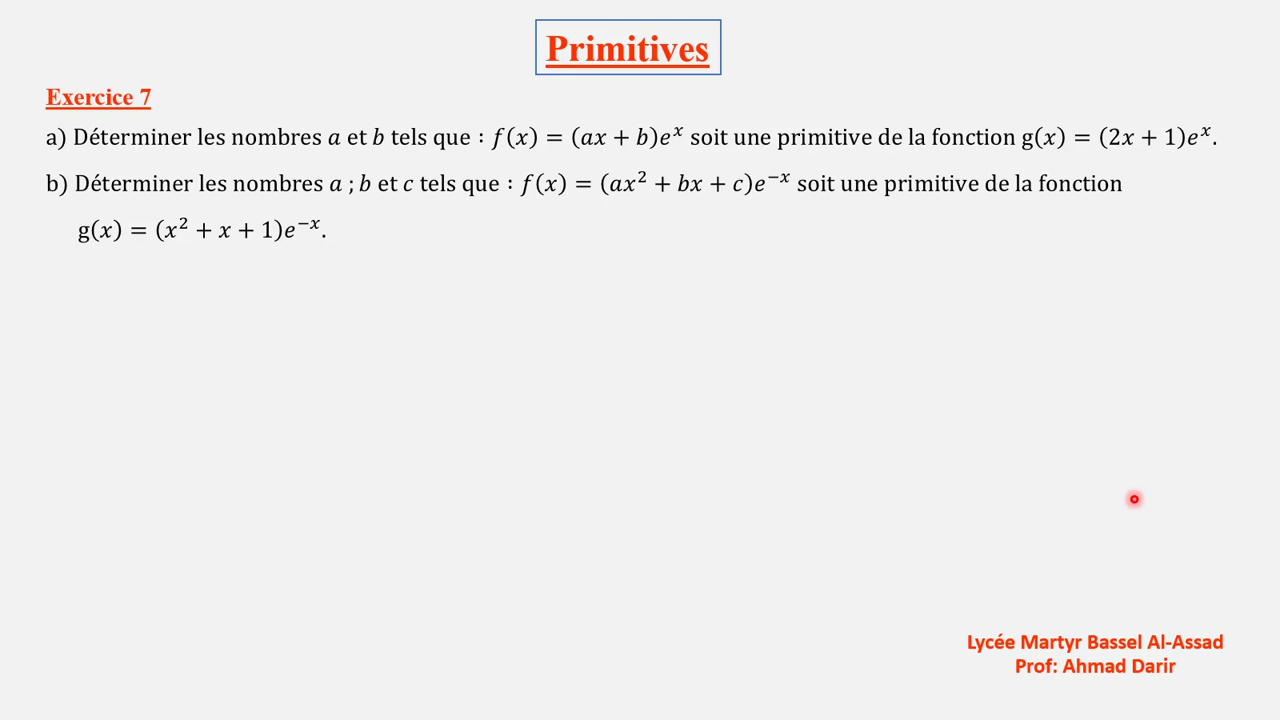 Primitives
Exercice 7
a) Déterminer les nombres a et b tels que : f(x) = (ax + b)eˣ soit une primitive de la fonction g(x) = (2x + 1)eˣ.
b) Déterminer les nombres a ; b et c tels que : f(x) = (ax² + bx + c)e⁻ˣ soit une primitive de la fonction
g(x) = (x² + x + 1)e⁻ˣ.
Lycée Martyr Bassel Al-Assad
Prof: Ahmad Darir